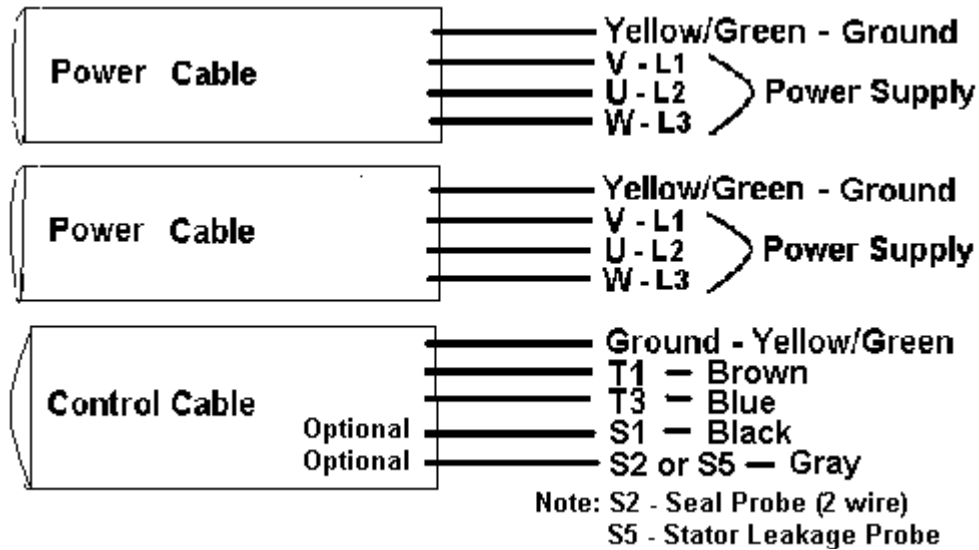 Yellow/Green - Ground
Power Cable
V - L1
U - L2
W - L3
Power Supply
Yellow/Green - Ground
Power Cable
V - L1
U - L2
W - L3
Power Supply
Control Cable
Ground - Yellow/Green
T1 — Brown
T3 — Blue
Optional S1 — Black
Optional S2 or S5 — Gray
Note: S2 - Seal Probe (2 wire)
S5 - Stator Leakage Probe